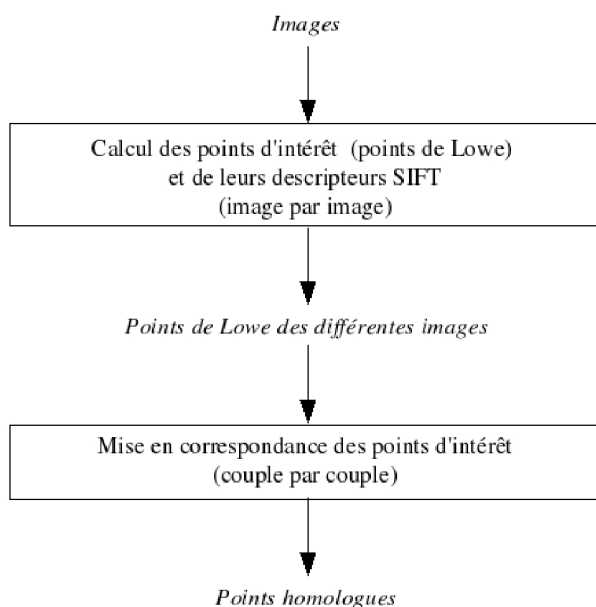 Images
Calcul des points d'intérêt (points de Lowe)
et de leurs descripteurs SIFT
(image par image)
Points de Lowe des différentes images
Mise en correspondance des points d'intérêt
(couple par couple)
Points homologues